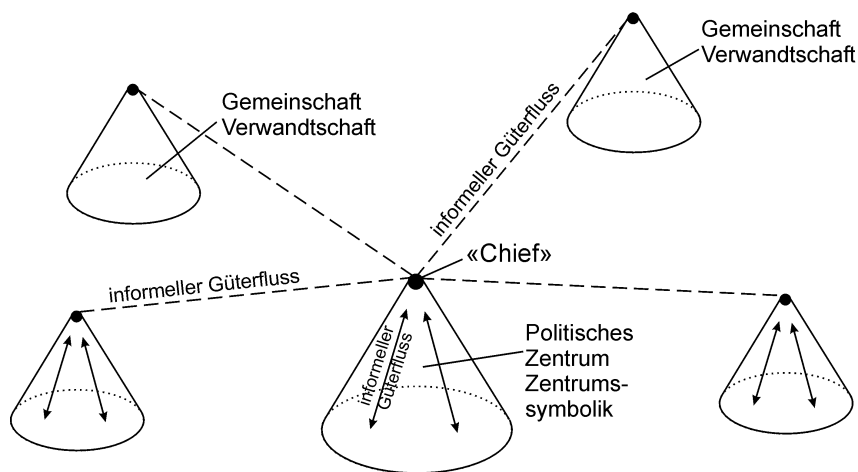 Gemeinschaft
Verwandtschaft
Gemeinschaft
Verwandtschaft
informeller Güterfluss
«Chief»
informeller Güterfluss
informeller
Güterfluss
Politisches
Zentrum
Zentrums-
symbolik